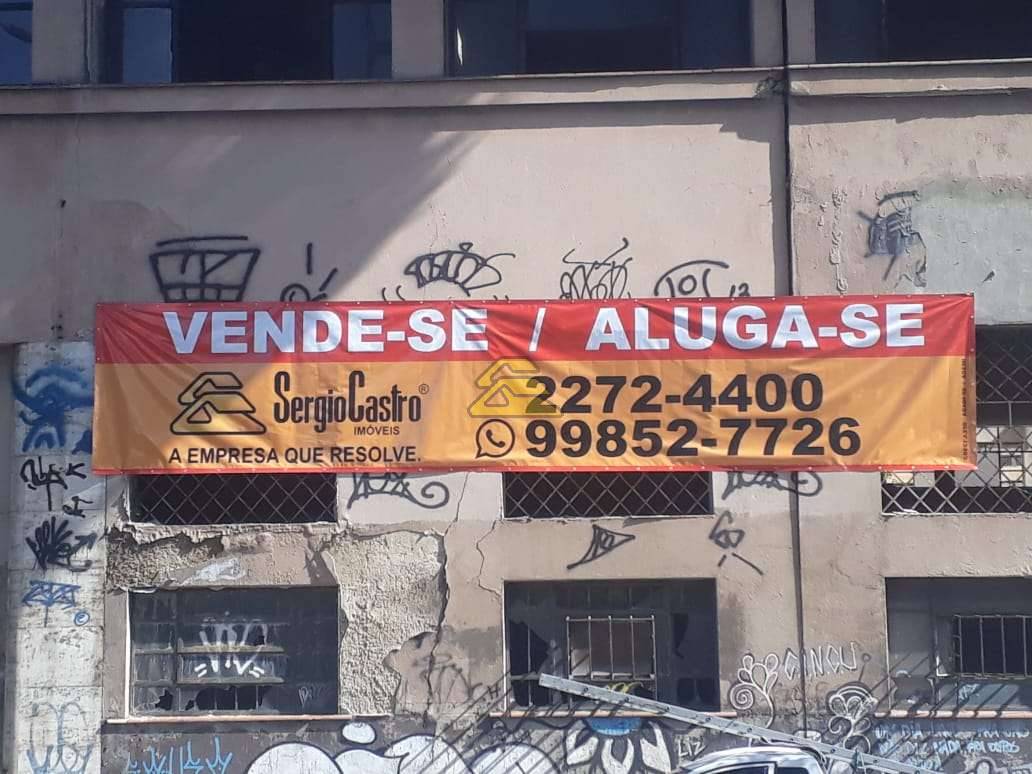 VENDE-SE / ALUGA-SE
SergioCastro®
IMÓVEIS
A EMPRESA QUE RESOLVE.
2272-4400
99852-7726